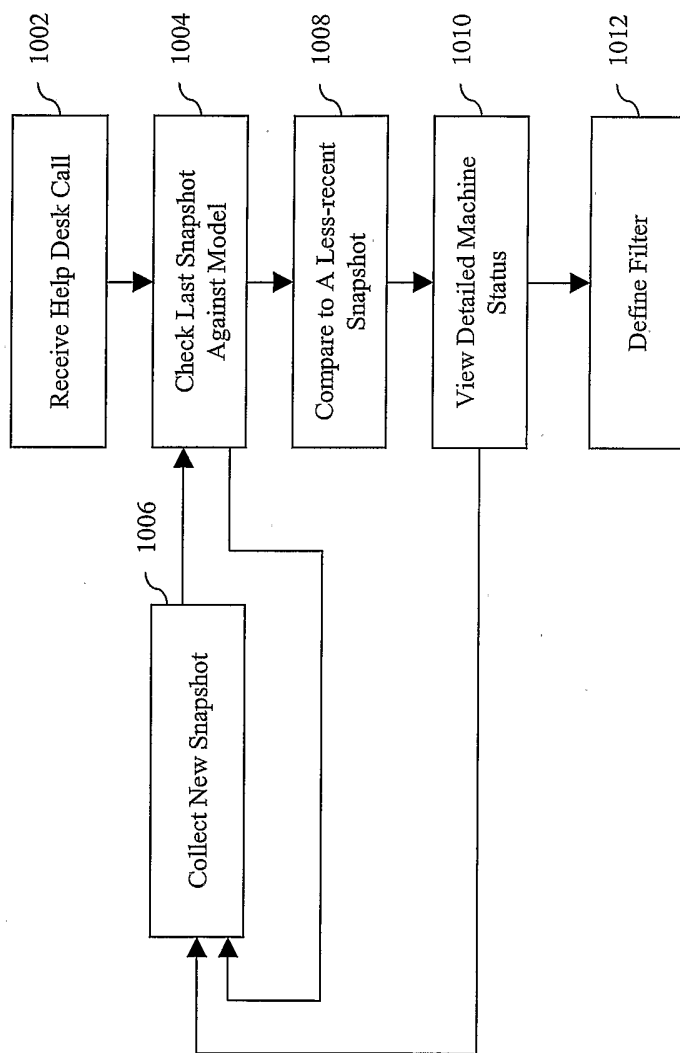 Receive Help Desk Call
1002
Check Last Snapshot
Against Model
1004
Collect New Snapshot
1006
Compare to A Less-recent
Snapshot
1008
View Detailed Machine
Status
1010
Define Filter
1012